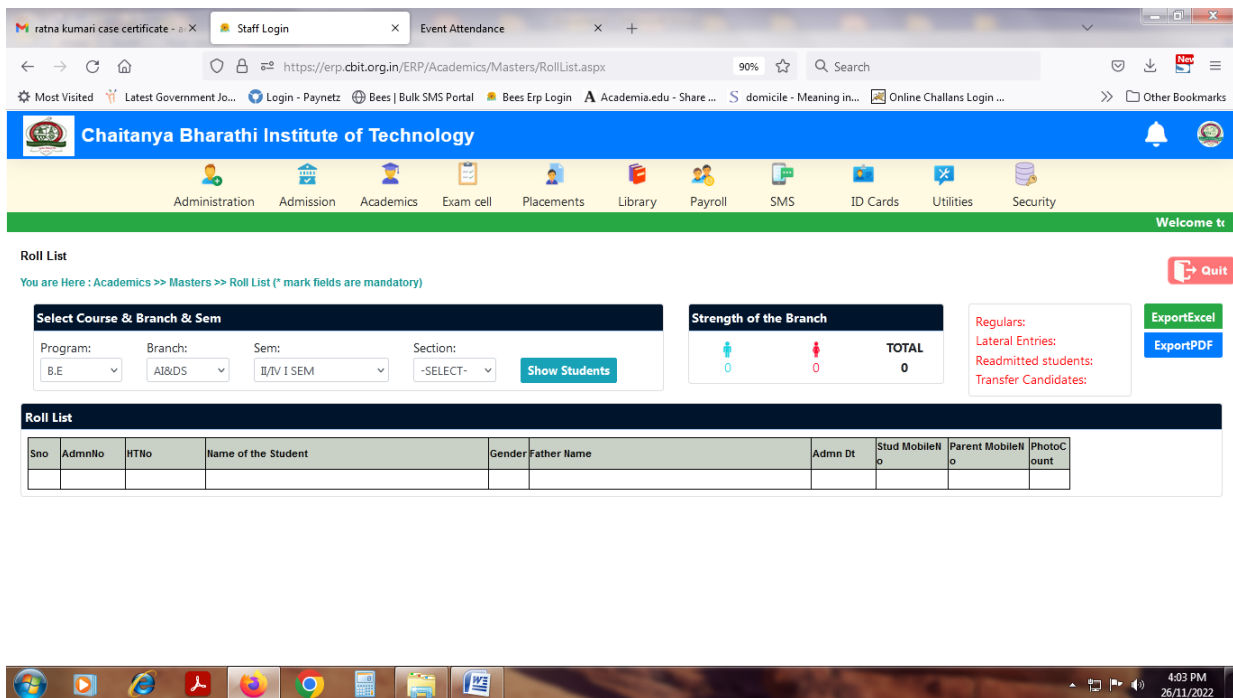 ratna kumari case certificate - a
Staff Login
Event Attendance
https://erp.cbit.org.in/ERP/Academics/Masters/RollList.aspx
90%
Search
New
Most Visited
Latest Government Jo...
Login - Paynetz
Bees | Bulk SMS Portal
Bees Erp Login
Academia.edu - Share ...
domicile - Meaning in...
Online Challans Login ...
Other Bookmarks
Chaitanya Bharathi Institute of Technology
Administration
Admission
Academics
Exam cell
Placements
Library
Payroll
SMS
ID Cards
Utilities
Security
Welcome to
Roll List
You are Here : Academics >> Masters >> Roll List (* mark fields are mandatory)
Quit
Select Course & Branch & Sem
Program:
Branch:
Sem:
Section:
B.E
AI&DS
II/IV I SEM
-SELECT-
Show Students
Strength of the Branch
TOTAL
0
0
0
Regulars:
Lateral Entries:
Readmitted students:
Transfer Candidates:
ExportExcel
ExportPDF
Roll List
Sno
AdmnNo
HTNo
Name of the Student
Gender
Father Name
Admn Dt
Stud MobileN
o
Parent MobileN
o
PhotoC
ount
4:03 PM
26/11/2022